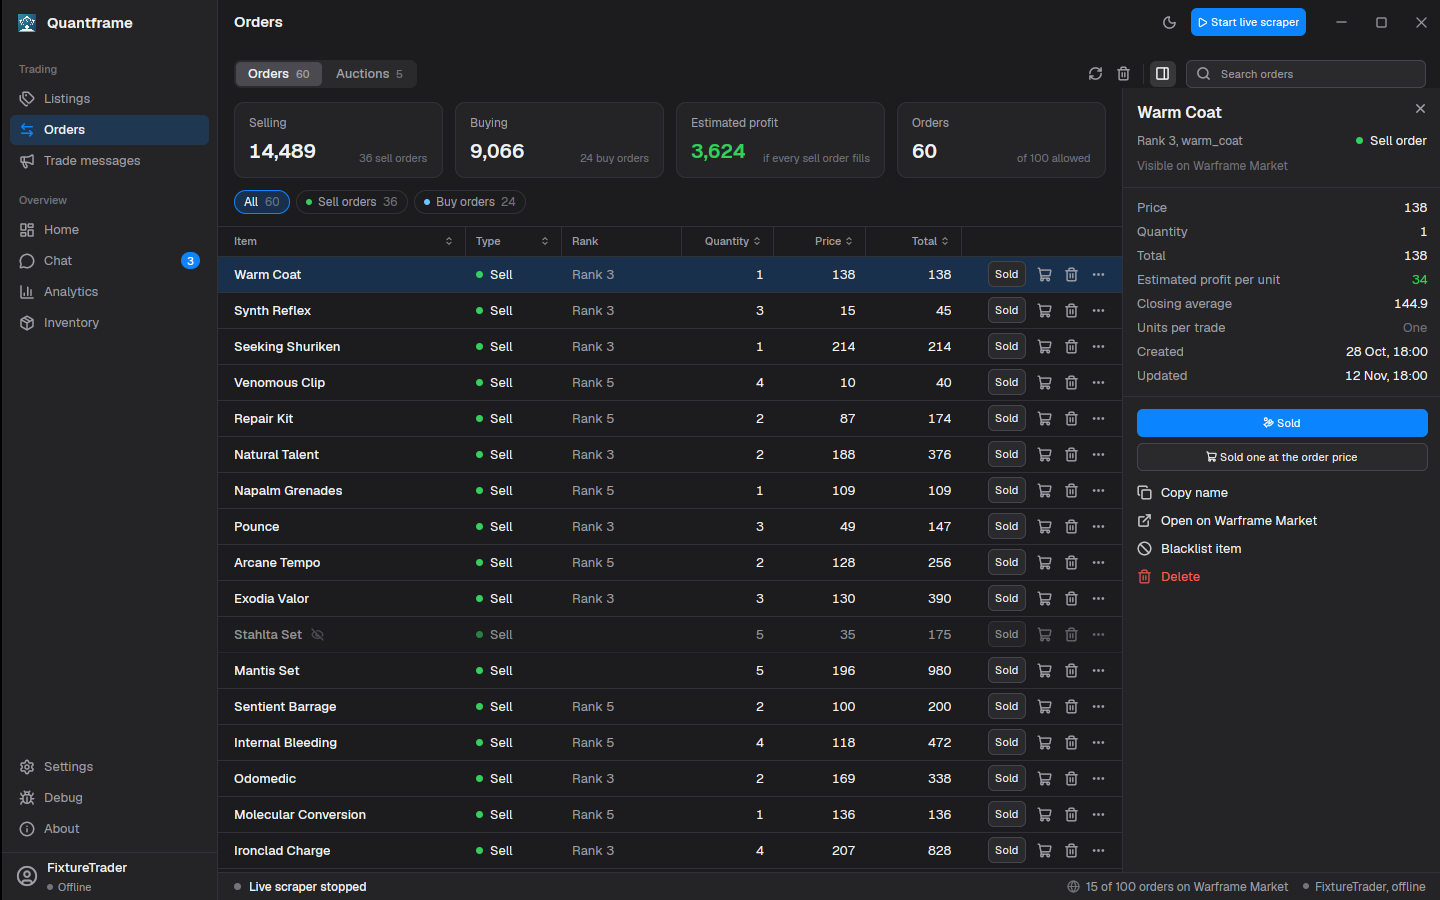 Quantframe
Orders
Start live scraper
Trading
Listings
Orders
Trade messages
Overview
Home
Chat 3
Analytics
Inventory
Settings
Debug
About
FixtureTrader
Offline
Orders 60 Auctions 5
Search orders
Selling
14,489 36 sell orders
Buying
9,066 24 buy orders
Estimated profit
3,624 if every sell order fills
Orders
60 of 100 allowed
All 60 Sell orders 36 Buy orders 24
Item Type Rank Quantity Price Total
Warm Coat Sell Rank 3 1 138 138 Sold
Synth Reflex Sell Rank 3 3 15 45 Sold
Seeking Shuriken Sell Rank 3 1 214 214 Sold
Venomous Clip Sell Rank 5 4 10 40 Sold
Repair Kit Sell Rank 5 2 87 174 Sold
Natural Talent Sell Rank 3 2 188 376 Sold
Napalm Grenades Sell Rank 5 1 109 109 Sold
Pounce Sell Rank 3 3 49 147 Sold
Arcane Tempo Sell Rank 5 2 128 256 Sold
Exodia Valor Sell Rank 3 3 130 390 Sold
Stahlta Set Sell 5 35 175 Sold
Mantis Set Sell 5 196 980 Sold
Sentient Barrage Sell Rank 5 2 100 200 Sold
Internal Bleeding Sell Rank 5 4 118 472 Sold
Odomedic Sell Rank 3 2 169 338 Sold
Molecular Conversion Sell Rank 5 1 136 136 Sold
Ironclad Charge Sell Rank 3 4 207 828 Sold
Warm Coat
Rank 3, warm_coat Sell order
Visible on Warframe Market
Price 138
Quantity 1
Total 138
Estimated profit per unit 34
Closing average 144.9
Units per trade One
Created 28 Oct, 18:00
Updated 12 Nov, 18:00
Sold
Sold one at the order price
Copy name
Open on Warframe Market
Blacklist item
Delete
Live scraper stopped
15 of 100 orders on Warframe Market FixtureTrader, offline